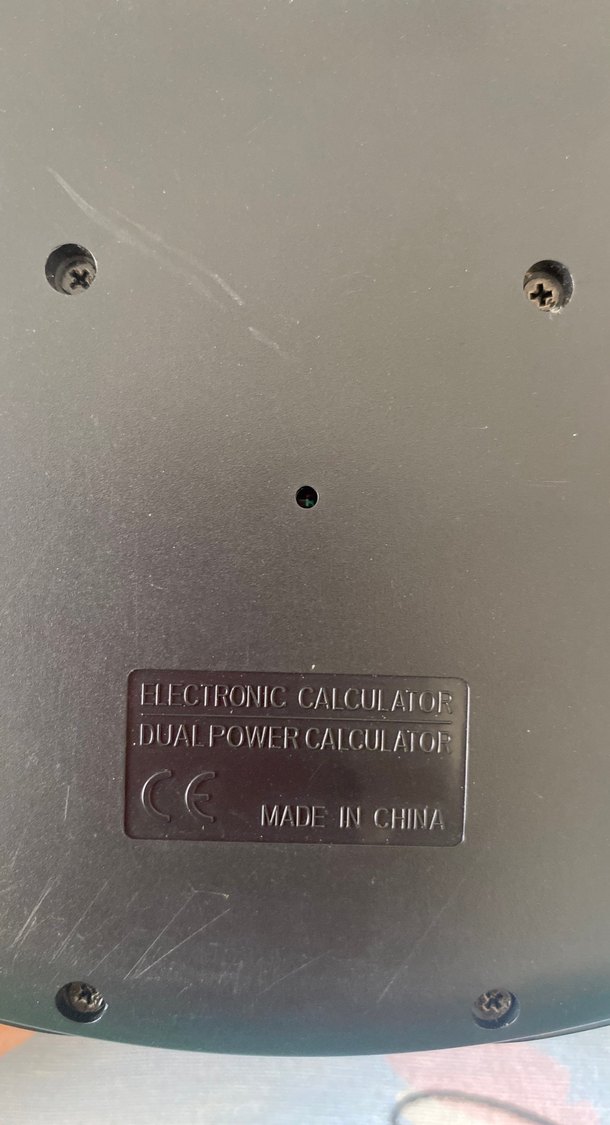 ELECTRONIC CALCULATOR
DUAL POWER CALCULATOR
CE
MADE IN CHINA